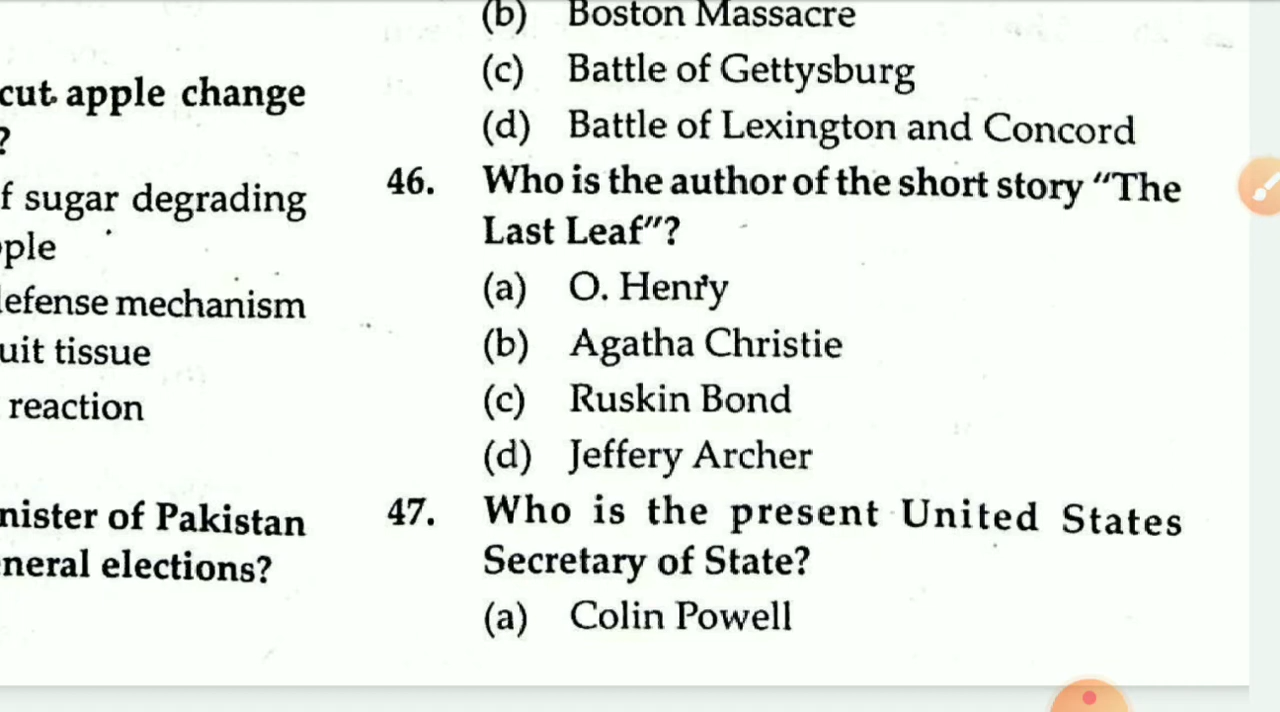 cut apple change
?
f sugar degrading
ple
efense mechanism
uit tissue
reaction
nister of Pakistan
neral elections?
(b) Boston Massacre
(c) Battle of Gettysburg
(d) Battle of Lexington and Concord
46. Who is the author of the short story “The
Last Leaf”?
(a) O. Henry
(b) Agatha Christie
(c) Ruskin Bond
(d) Jeffery Archer
47. Who is the present United States
Secretary of State?
(a) Colin Powell